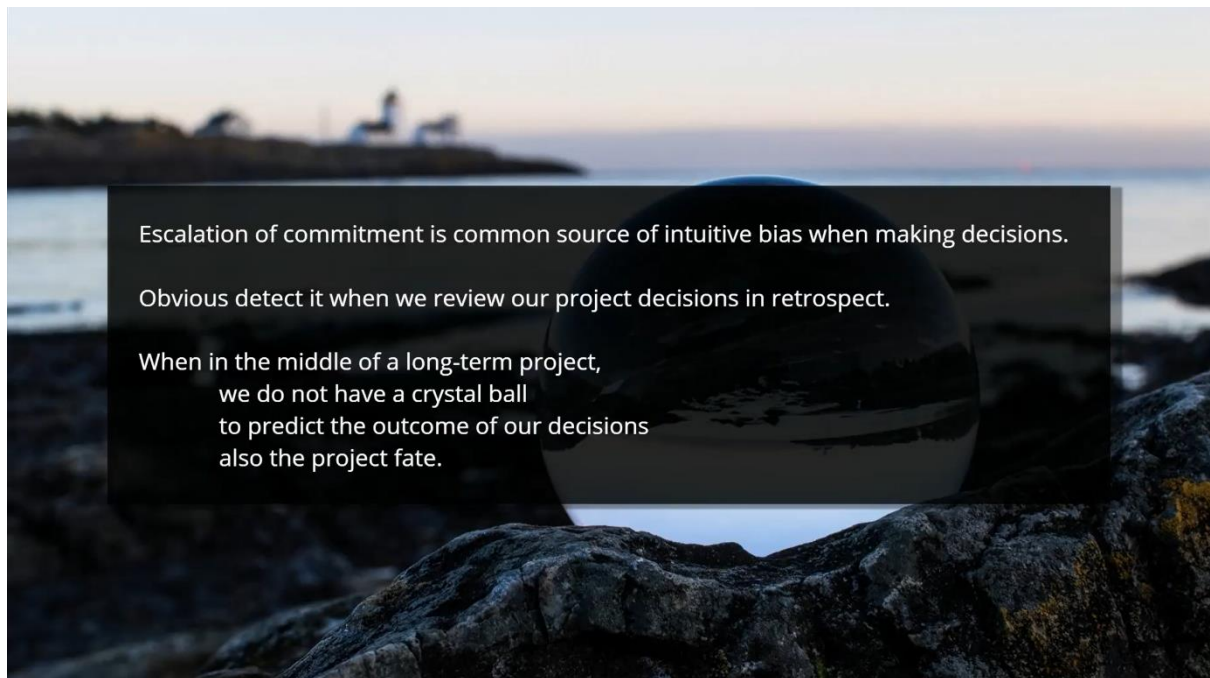 Escalation of commitment is common source of intuitive bias when making decisions.
Obvious detect it when we review our project decisions in retrospect.
When in the middle of a long-term project,
we do not have a crystal ball
to predict the outcome of our decisions
also the project fate.